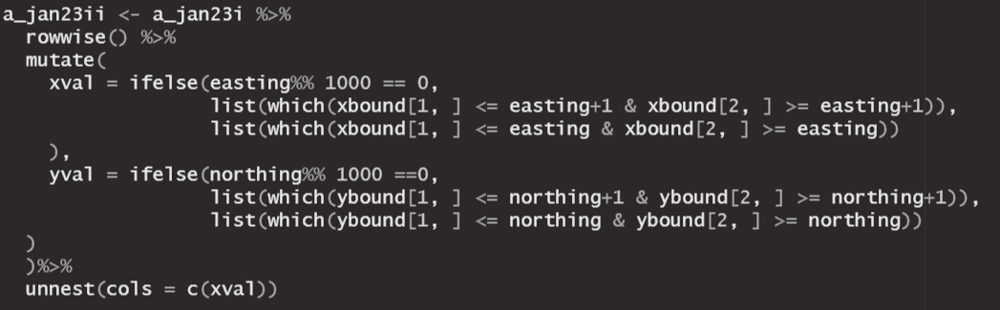 a_jan23ii <- a_jan23i %>%
  rowwise() %>%
  mutate(
    xval = ifelse(easting%% 1000 == 0,
                  list(which(xbound[1, ] <= easting+1 & xbound[2, ] >= easting+1)),
                  list(which(xbound[1, ] <= easting & xbound[2, ] >= easting))
    ),
    yval = ifelse(northing%% 1000 ==0,
                  list(which(ybound[1, ] <= northing+1 & ybound[2, ] >= northing+1)),
                  list(which(ybound[1, ] <= northing & ybound[2, ] >= northing))
  )
  )%>%
  unnest(cols = c(xval))